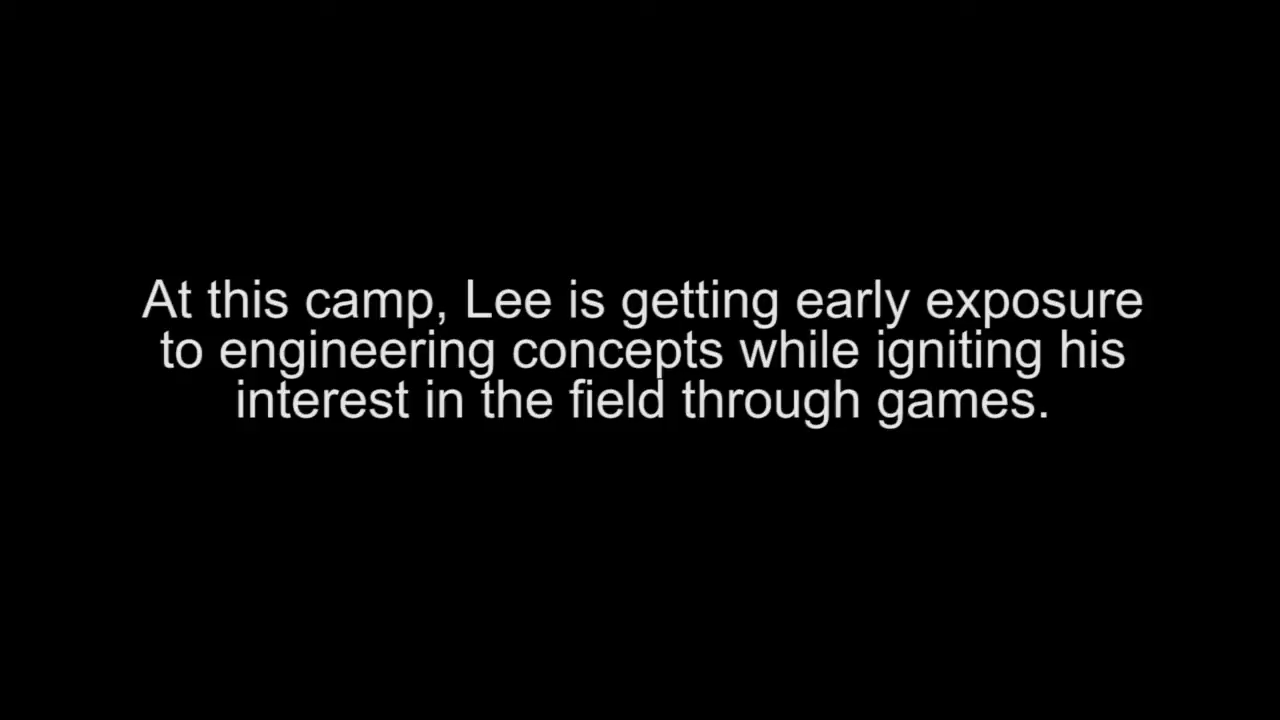 At this camp, Lee is getting early exposure
to engineering concepts while igniting his
interest in the field through games.